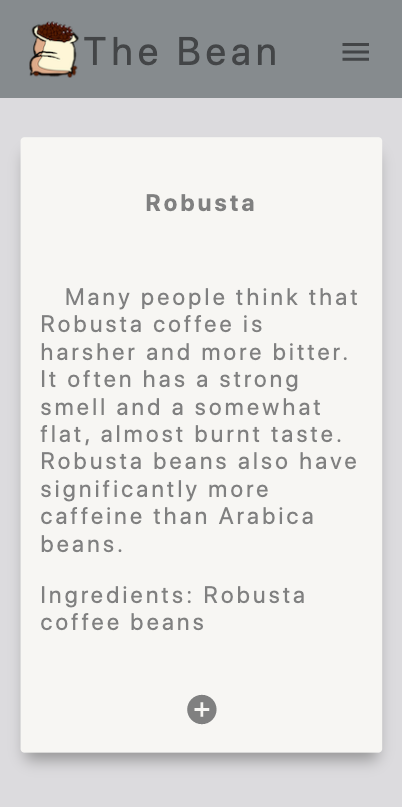 The Bean
Robusta
Many people think that
Robusta coffee is
harsher and more bitter.
It often has a strong
smell and a somewhat
flat, almost burnt taste.
Robusta beans also have
significantly more
caffeine than Arabica
beans.
Ingredients: Robusta
coffee beans